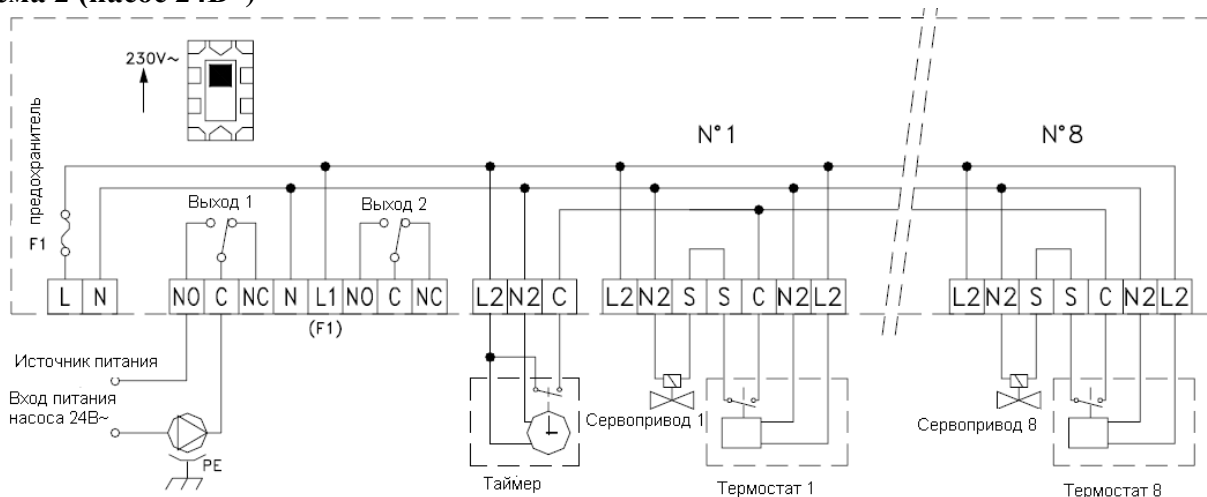 ема 2 (насос 24В~)
230V~
предохранитель
F1
N°1
N°8
Выход 1
Выход 2
L N
NO C NC N L1 NO C NC
(F1)
L2 N2 C
L2 N2 S S C N2 L2
L2 N2 S S C N2 L2
Источник питания
Вход питания
насоса 24В~
PE
Таймер
Сервопривод 1
Термостат 1
Сервопривод 8
Термостат 8